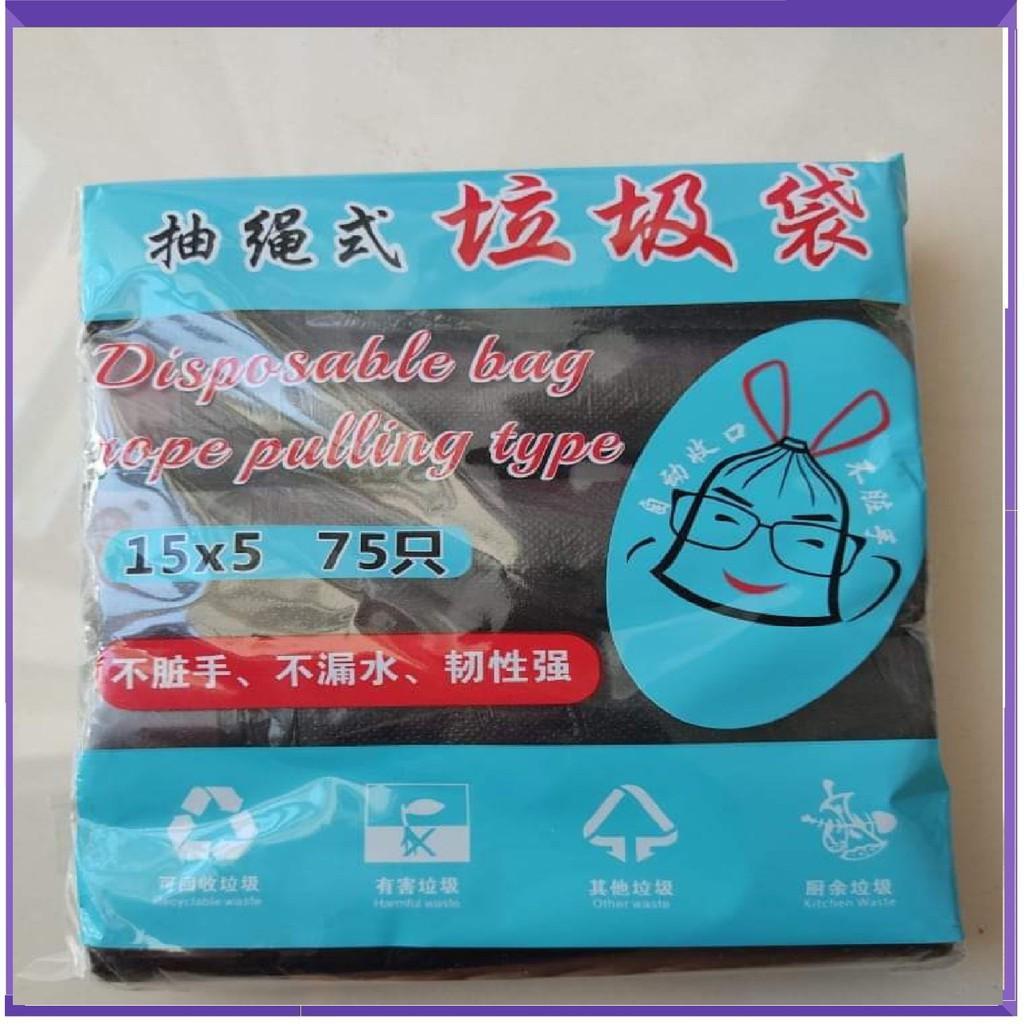 抽绳式 垃圾袋
Disposable bag
rope pulling type
自动收口
不脏手
15x5 75只
不脏手、不漏水、韧性强
可回收垃圾
Recyclable waste
有害垃圾
Harmful waste
其他垃圾
Other waste
厨余垃圾
Kitchen Waste